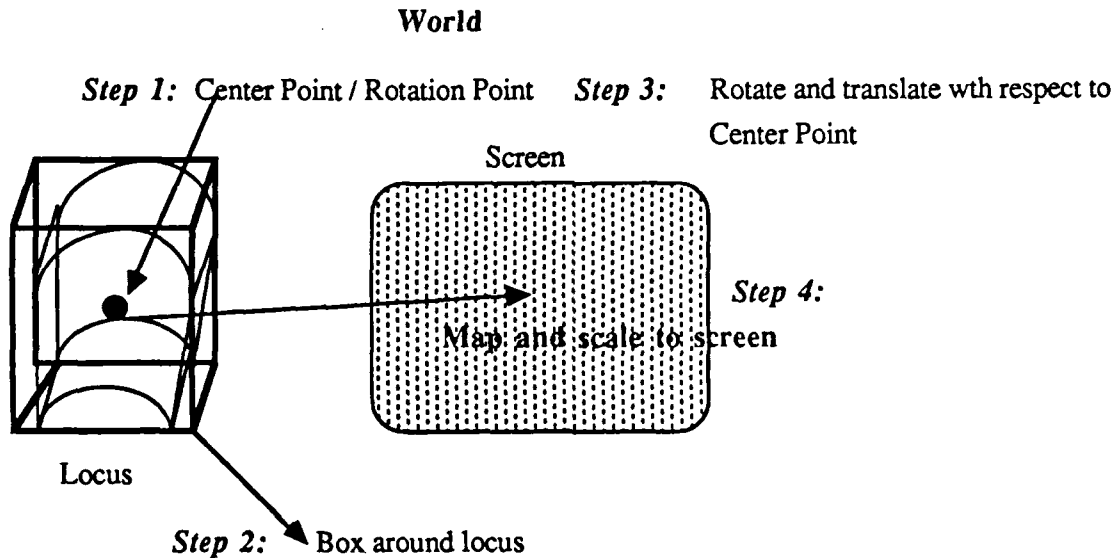 World
Step 1: Center Point / Rotation Point
Step 3: Rotate and translate wth respect to
Center Point
Screen
Step 4:
Map and scale to screen
Locus
Step 2: Box around locus